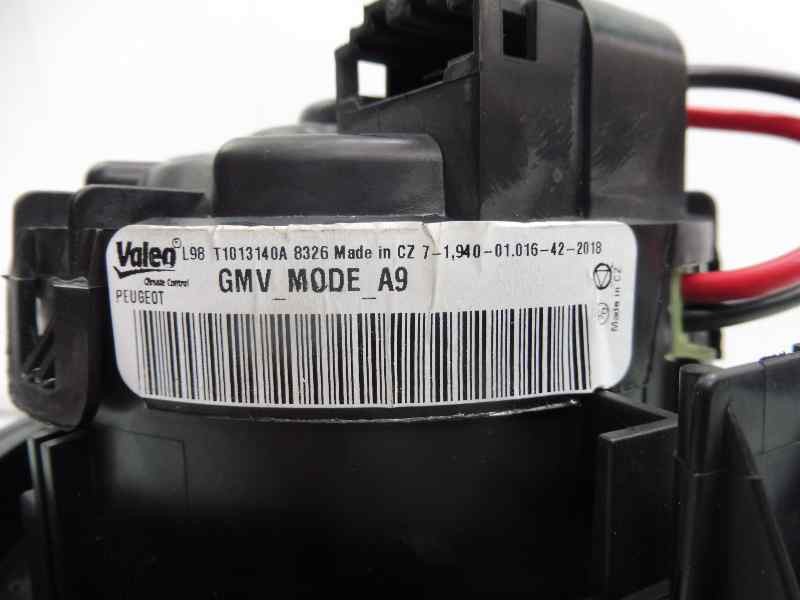 Valeo L98 T1013140A 8326 Made in CZ 7-1,940-01.016-42-2018
Climate Control
GMV_MODE_A9
PEUGEOT
Made in CZ